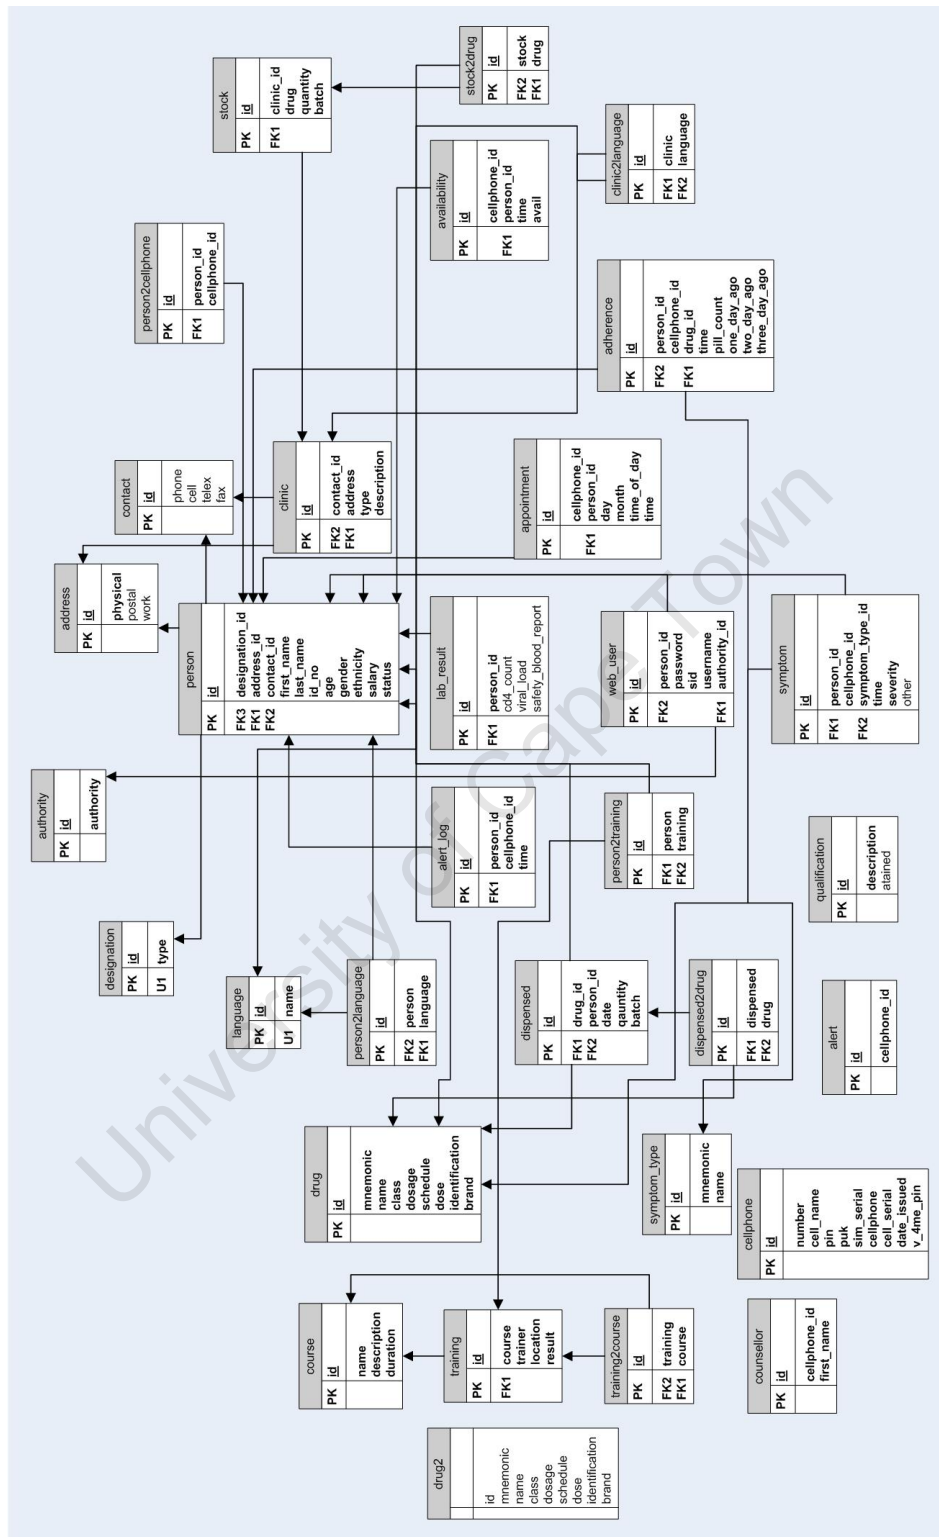 drug2
id
mnemonic
name
class
dosage
schedule
dose
identification
brand
course
PK id
name
description
duration
training
PK id
FK1 course
trainer
location
result
training2course
PK id
FK2 training
FK1 course
counsellor
PK id
cellphone_id
first_name
drug
PK id
mnemonic
name
class
dosage
schedule
dose
identification
brand
symptom_type
PK id
mnemonic
name
cellphone
PK id
number
cell_name
pin
puk
sim_serial
cellphone
cell_serial
date_issued
v_4me_pin
designation
PK id
U1 type
language
PK id
U1 name
person2language
PK id
FK2 person
FK1 language
dispensed
PK id
FK1 drug_id
FK2 person_id
date
qauntity
batch
dispensed2drug
PK id
FK1 dispensed
FK2 drug
alert
PK id
cellphone_id
authority
PK id
authority
alert_log
PK id
FK1 person_id
cellphone_id
time
person2training
PK id
FK1 person
FK2 training
qualification
PK id
description
atained
address
PK id
physical
postal
work
person
PK id
FK3 designation_id
FK1 address_id
FK2 contact_id
first_name
last_name
id_no
age
gender
ethnicity
salary
status
lab_result
PK id
FK1 person_id
cd4_count
viral_load
safety_blood_report
web_user
PK id
FK2 person_id
password
sid
username
FK1 authority_id
symptom
PK id
FK1 person_id
cellphone_id
FK2 symptom_type_id
time
severity
other
contact
PK id
phone
cell
telex
fax
clinic
PK id
FK2 contact_id
FK1 address
type
description
appointment
PK id
cellphone_id
FK1 person_id
day
month
time_of_day
time
person2cellphone
PK id
FK1 person_id
cellphone_id
availability
PK id
cellphone_id
FK1 person_id
time
avail
adherence
PK id
FK2 person_id
cellphone_id
FK1 drug_id
time
pill_count
one_day_ago
two_day_ago
three_day_ago
stock
PK id
FK1 clinic_id
drug
quantity
batch
stock2drug
PK id
FK2 stock
FK1 drug
clinic2language
PK id
FK1 clinic
FK2 language
University of Cape Town